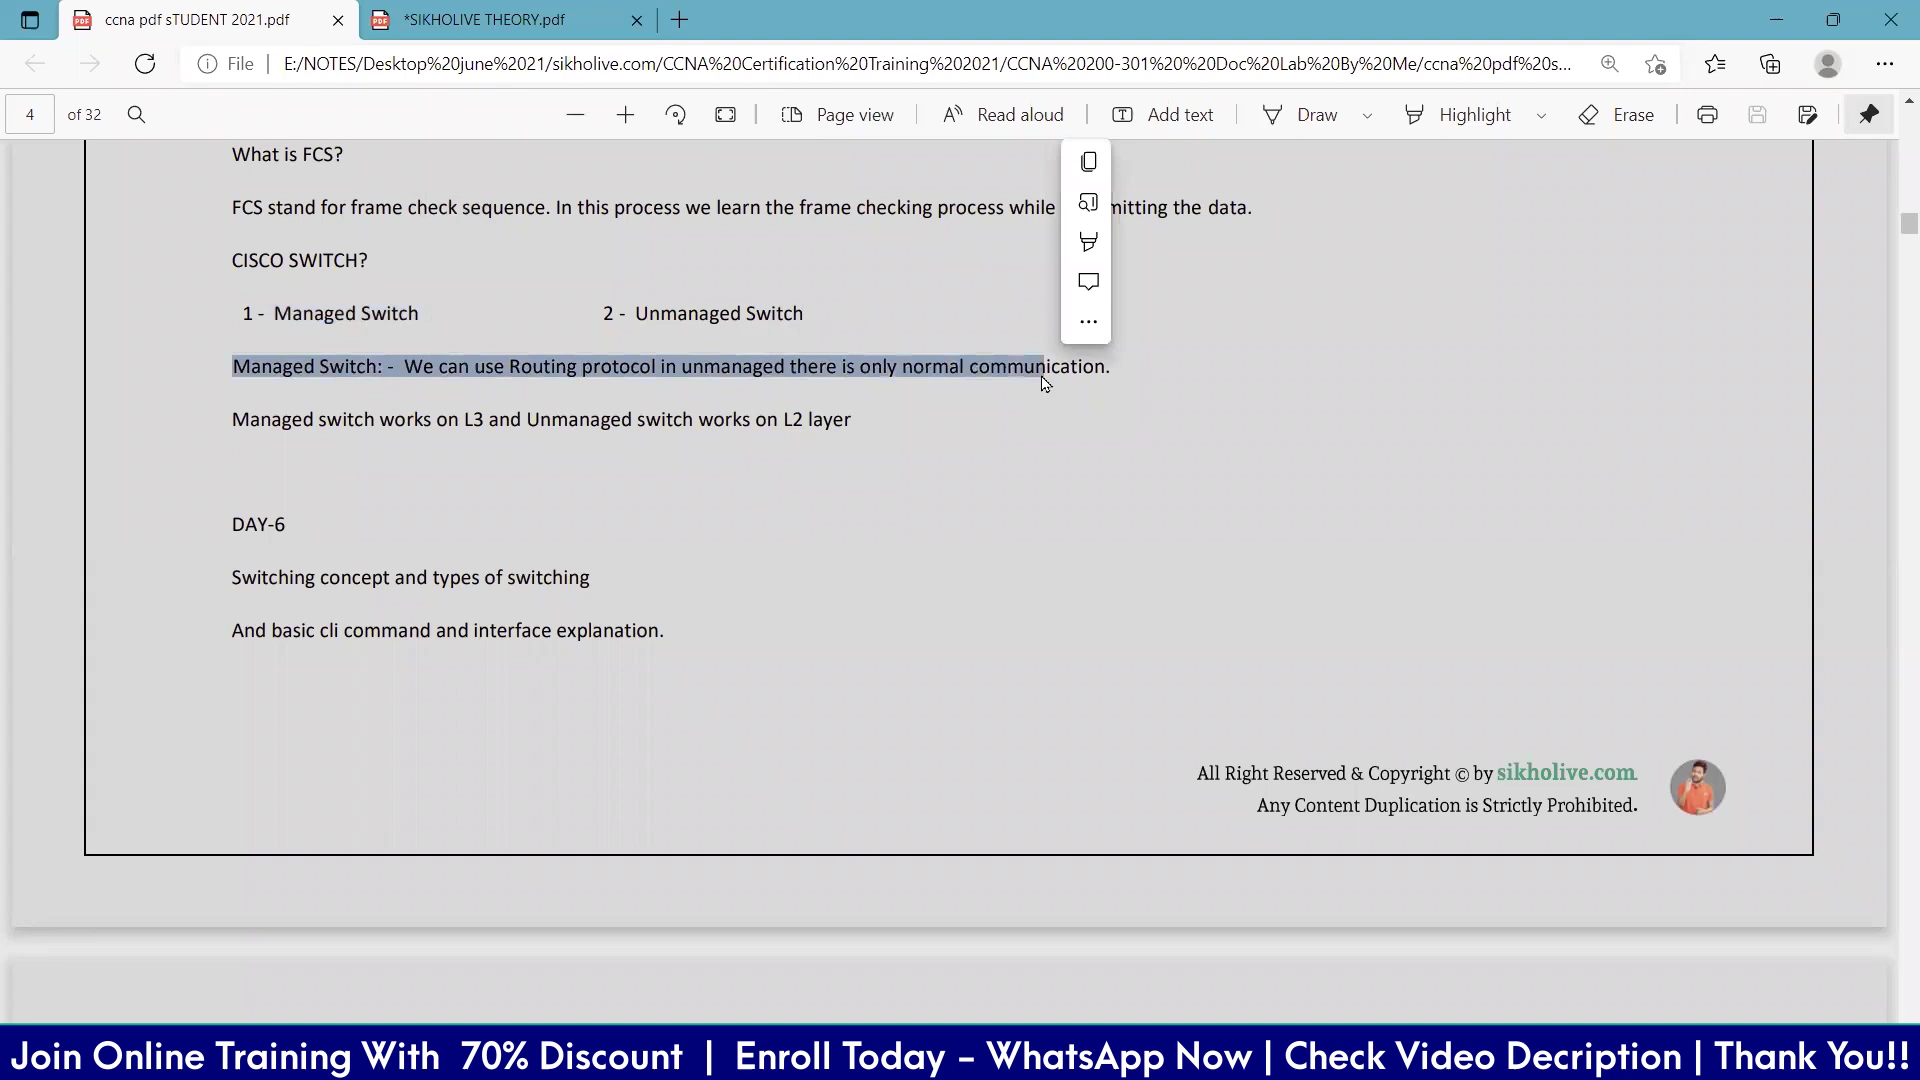 ccna pdf sTUDENT 2021.pdf
*SIKHOLIVE THEORY.pdf
File
E:/NOTES/Desktop%20june%2021/sikholive.com/CCNA%20Certification%20Training%202021/CCNA%20200-301%20%20Doc%20Lab%20By%20Me/ccna%20pdf%20s...
4 of 32
Page view
Read aloud
Add text
Draw
Highlight
Erase
What is FCS?
FCS stand for frame check sequence. In this process we learn the frame checking process while mitting the data.
CISCO SWITCH?
1 - Managed Switch 2 - Unmanaged Switch
Managed Switch: - We can use Routing protocol in unmanaged there is only normal communication.
Managed switch works on L3 and Unmanaged switch works on L2 layer
DAY-6
Switching concept and types of switching
And basic cli command and interface explanation.
All Right Reserved & Copyright © by sikholive.com
Any Content Duplication is Strictly Prohibited.
Join Online Training With 70% Discount | Enroll Today – WhatsApp Now | Check Video Decription | Thank You!!